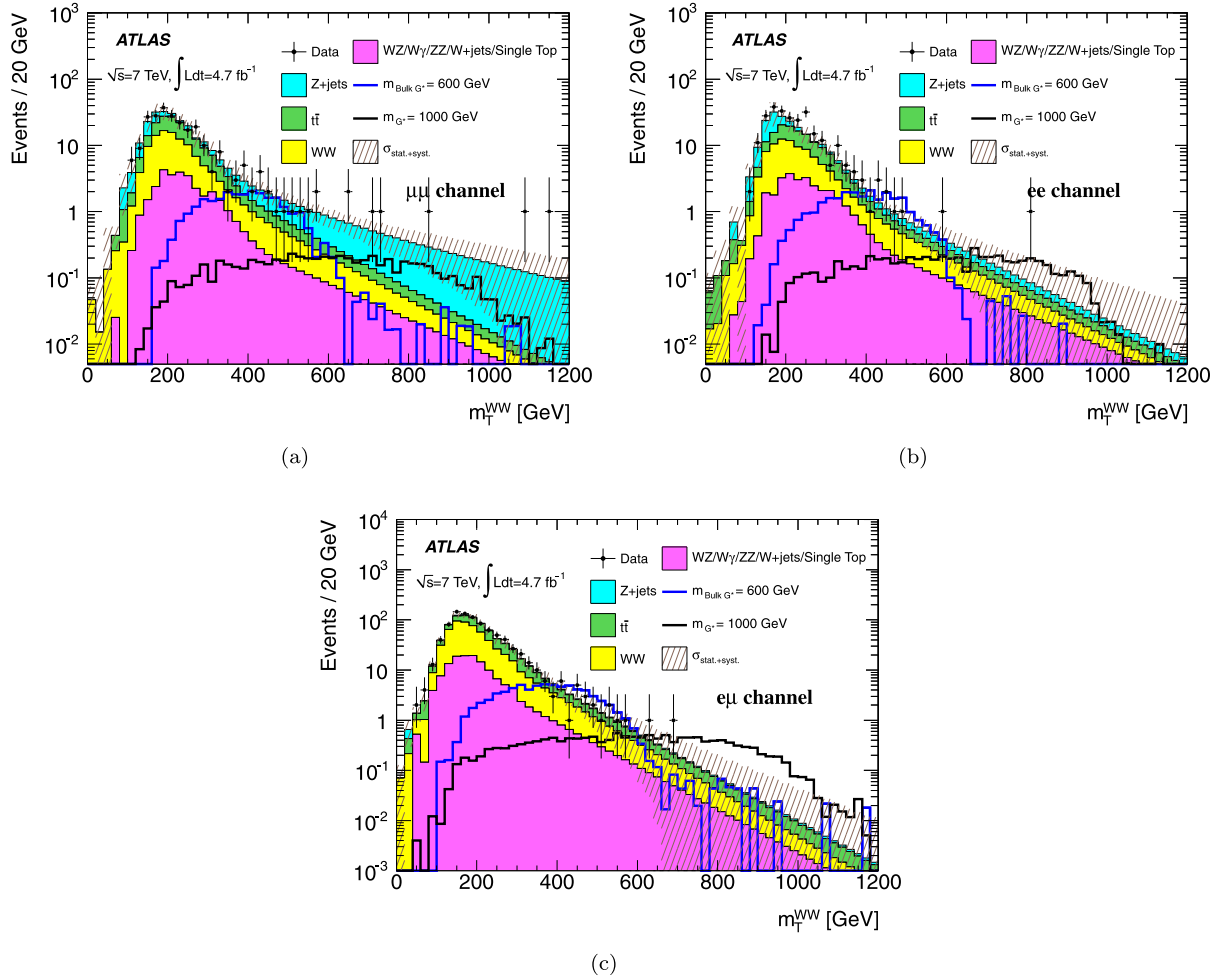 Events / 20 GeV
10³
10²
10
1
10⁻¹
10⁻²
ATLAS
√s=7 TeV, ∫Ldt=4.7 fb⁻¹
Data
Z+jets
tt̄
WW
WZ/Wγ/ZZ/W+jets/Single Top
m_Bulk G* = 600 GeV
m_G* = 1000 GeV
σ_stat.+syst.
μμ channel
0 200 400 600 800 1000 1200
m_T^WW [GeV]
(a)
Events / 20 GeV
10³
10²
10
1
10⁻¹
10⁻²
ATLAS
√s=7 TeV, ∫Ldt=4.7 fb⁻¹
Data
Z+jets
tt̄
WW
WZ/Wγ/ZZ/W+jets/Single Top
m_Bulk G* = 600 GeV
m_G* = 1000 GeV
σ_stat.+syst.
ee channel
0 200 400 600 800 1000 1200
m_T^WW [GeV]
(b)
Events / 20 GeV
10⁴
10³
10²
10
1
10⁻¹
10⁻²
10⁻³
ATLAS
√s=7 TeV, ∫Ldt=4.7 fb⁻¹
Data
Z+jets
tt̄
WW
WZ/Wγ/ZZ/W+jets/Single Top
m_Bulk G* = 600 GeV
m_G* = 1000 GeV
σ_stat.+syst.
eμ channel
0 200 400 600 800 1000 1200
m_T^WW [GeV]
(c)